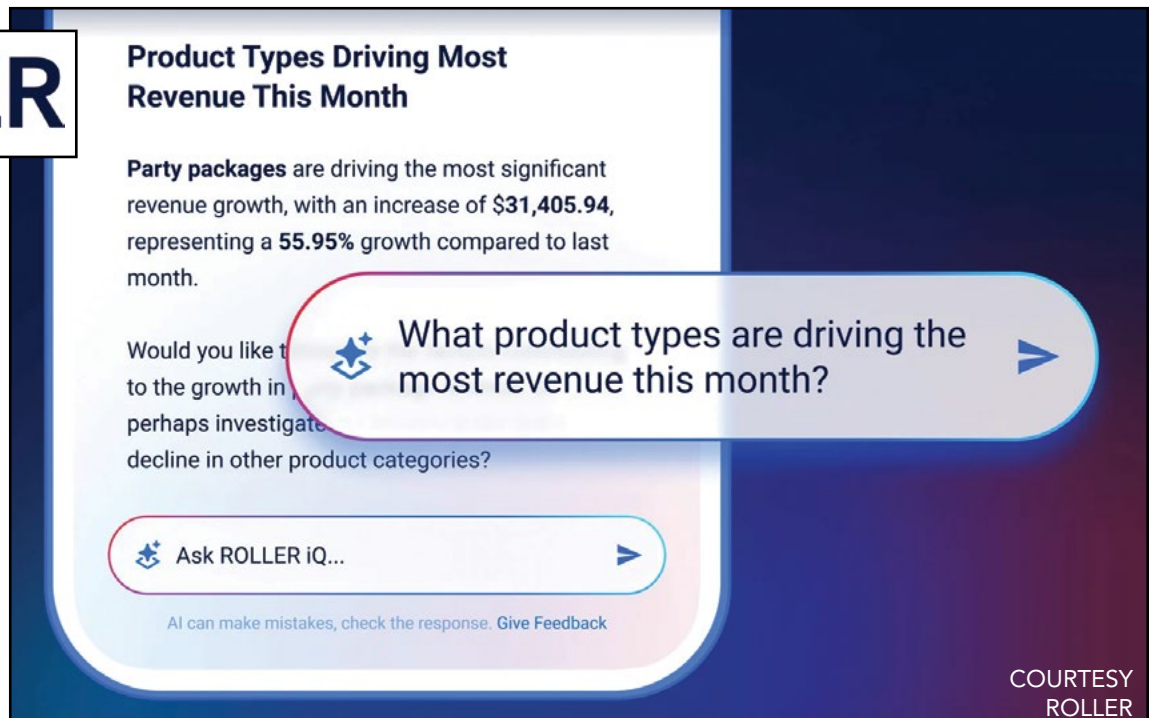 ER
Product Types Driving Most
Revenue This Month
Party packages are driving the most significant
revenue growth, with an increase of $31,405.94,
representing a 55.95% growth compared to last
month.
What product types are driving the
most revenue this month?
Would you like
to the growth in
perhaps investigate
decline in other product categories?
Ask ROLLER iQ...
AI can make mistakes, check the response. Give Feedback
COURTESY
ROLLER